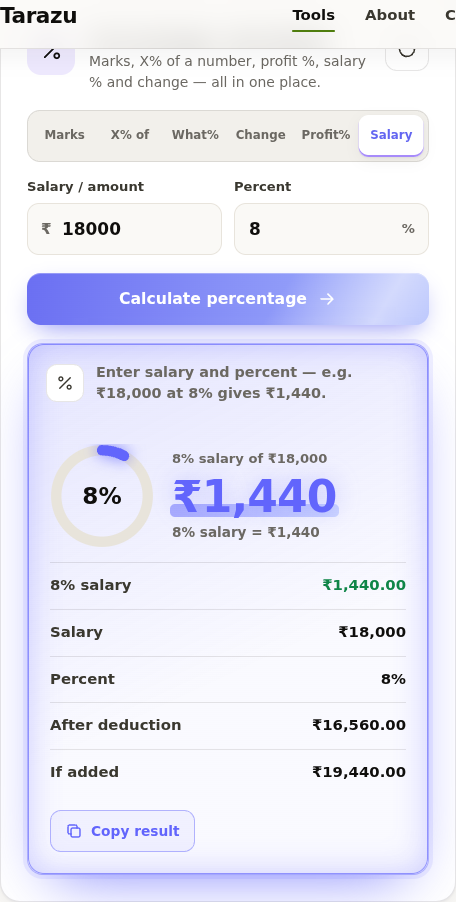 Tarazu
Tools About C
Marks, X% of a number, profit %, salary
% and change — all in one place.
Marks X% of What% Change Profit% Salary
Salary / amount Percent
₹ 18000 8 %
Calculate percentage →
Enter salary and percent — e.g.
₹18,000 at 8% gives ₹1,440.
8%
8% salary of ₹18,000
₹1,440
8% salary = ₹1,440
8% salary ₹1,440.00
Salary ₹18,000
Percent 8%
After deduction ₹16,560.00
If added ₹19,440.00
Copy result